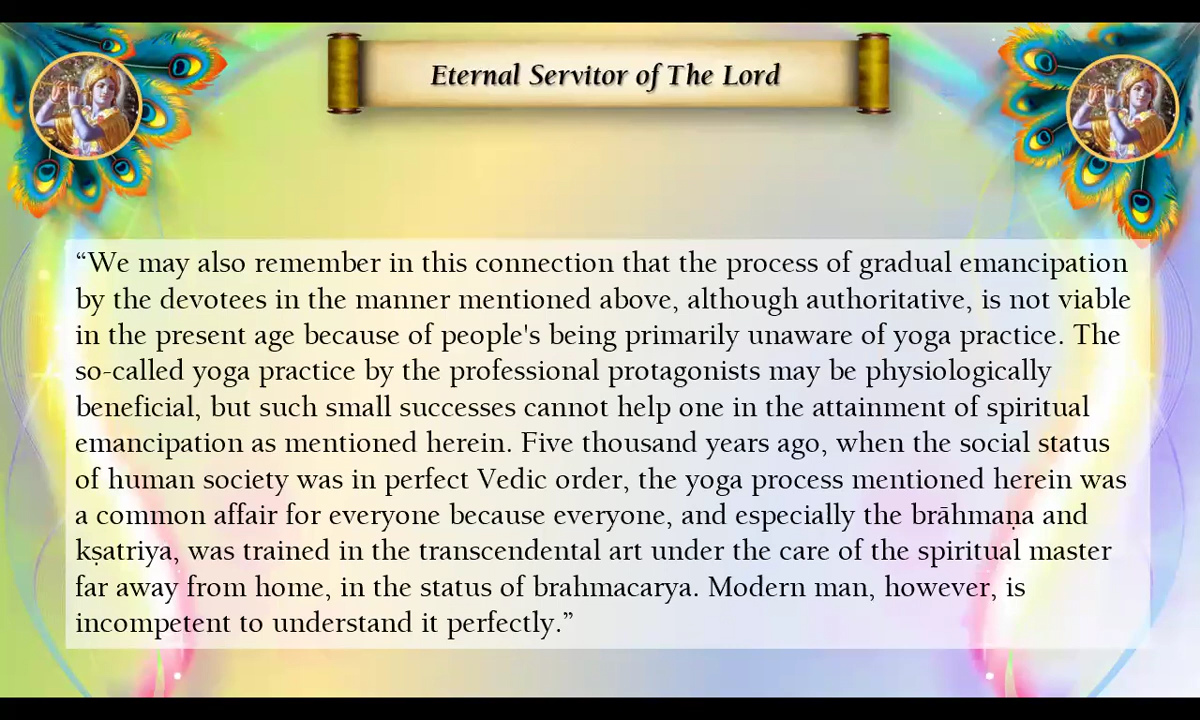 Eternal Servitor of The Lord
“We may also remember in this connection that the process of gradual emancipation
by the devotees in the manner mentioned above, although authoritative, is not viable
in the present age because of people's being primarily unaware of yoga practice. The
so-called yoga practice by the professional protagonists may be physiologically
beneficial, but such small successes cannot help one in the attainment of spiritual
emancipation as mentioned herein. Five thousand years ago, when the social status
of human society was in perfect Vedic order, the yoga process mentioned herein was
a common affair for everyone because everyone, and especially the brāhmaṇa and
kṣatriya, was trained in the transcendental art under the care of the spiritual master
far away from home, in the status of brahmacarya. Modern man, however, is
incompetent to understand it perfectly.”